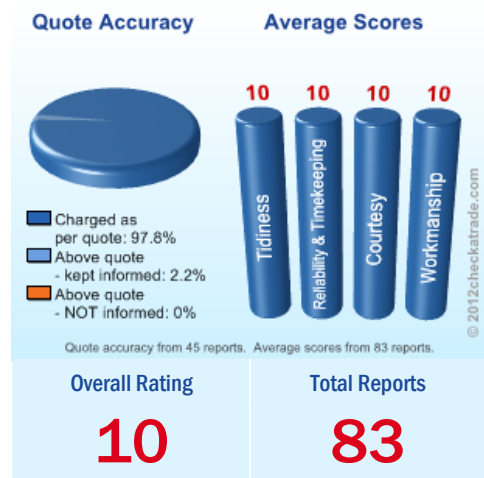 Quote Accuracy
Average Scores
10 10 10 10
Tidiness
Reliability & Timekeeping
Courtesy
Workmanship
Charged as
per quote: 97.8%
Above quote
- kept informed: 2.2%
Above quote
- NOT informed: 0%
© 2012checkatrade.com
Quote accuracy from 45 reports. Average scores from 83 reports.
Overall Rating
10
Total Reports
83